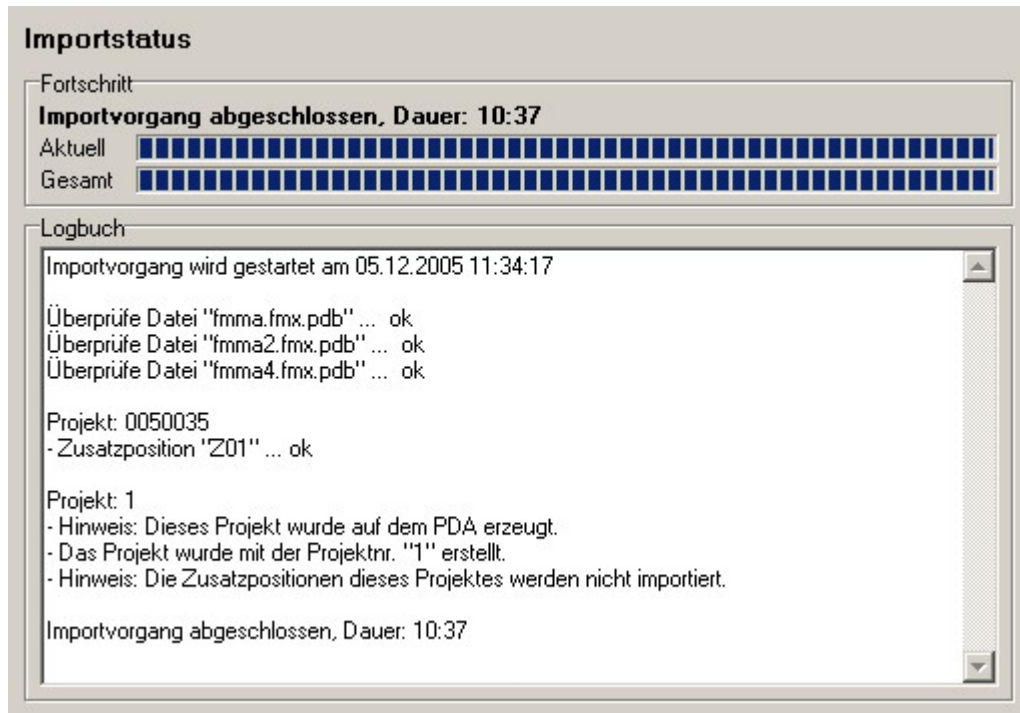 Importstatus
Fortschritt
Importvorgang abgeschlossen, Dauer: 10:37
Aktuell
Gesamt
Logbuch
Importvorgang wird gestartet am 05.12.2005 11:34:17
Überprüfe Datei "fmma.fmx.pdb" ... ok
Überprüfe Datei "fmma2.fmx.pdb" ... ok
Überprüfe Datei "fmma4.fmx.pdb" ... ok
Projekt: 0050035
- Zusatzposition "Z01" ... ok
Projekt: 1
- Hinweis: Dieses Projekt wurde auf dem PDA erzeugt.
- Das Projekt wurde mit der Projektnr. "1" erstellt.
- Hinweis: Die Zusatzpositionen dieses Projektes werden nicht importiert.
Importvorgang abgeschlossen, Dauer: 10:37